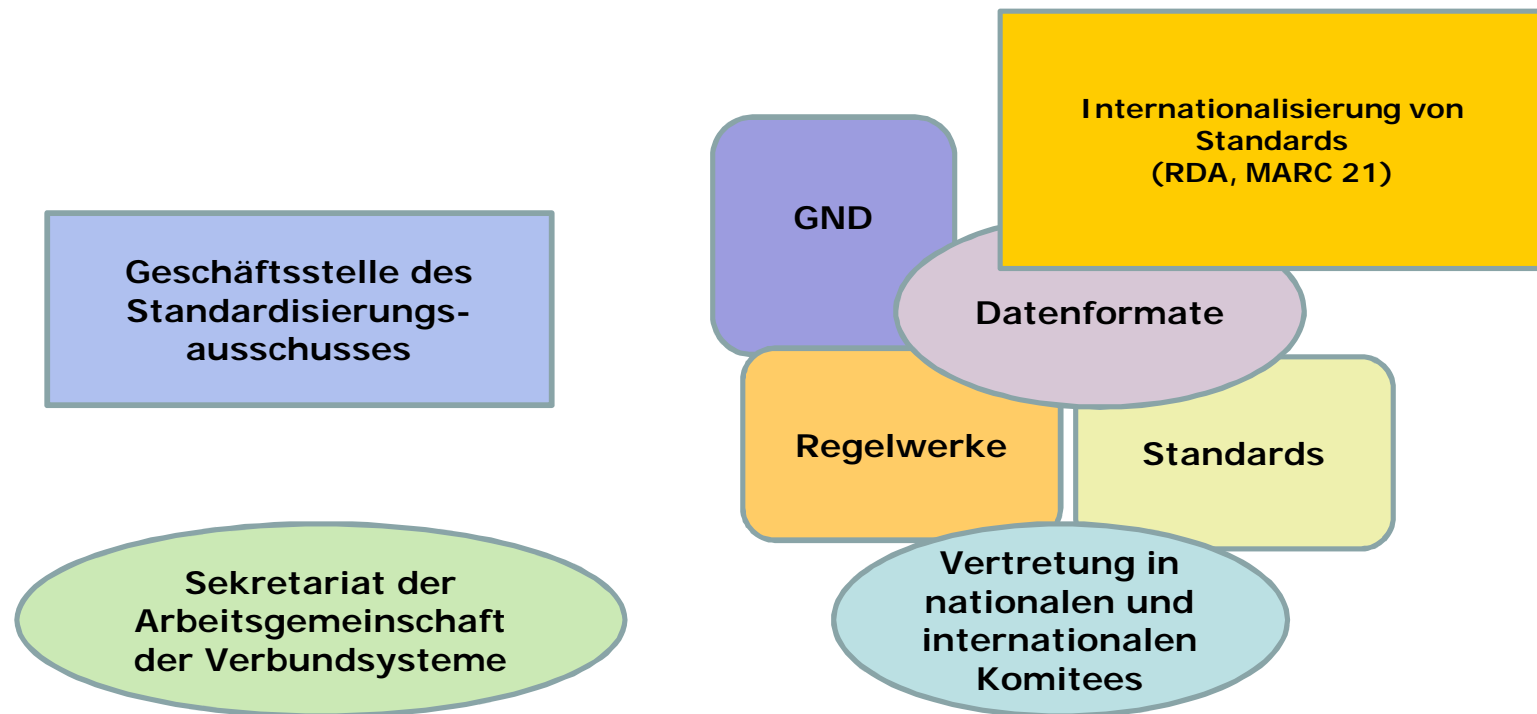 Geschäftsstelle des
Standardisierungs-
ausschusses
Sekretariat der
Arbeitsgemeinschaft
der Verbundsysteme
Internationalisierung von
Standards
(RDA, MARC 21)
GND
Datenformate
Regelwerke
Standards
Vertretung in
nationalen und
internationalen
Komitees